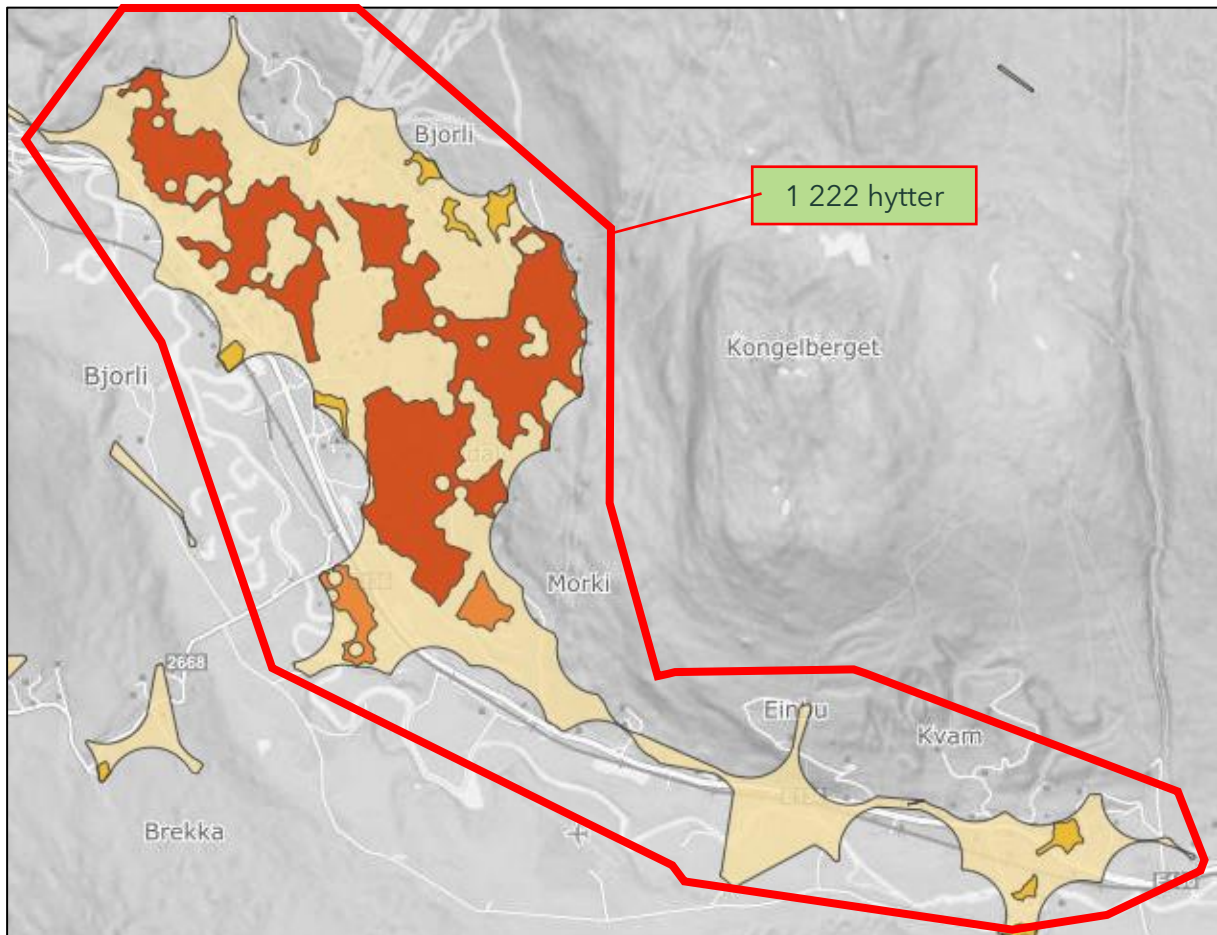 Bjorli
1 222 hytter
Kongelberget
Bjorli
Morki
2668
Einbu
Kvam
Brekka